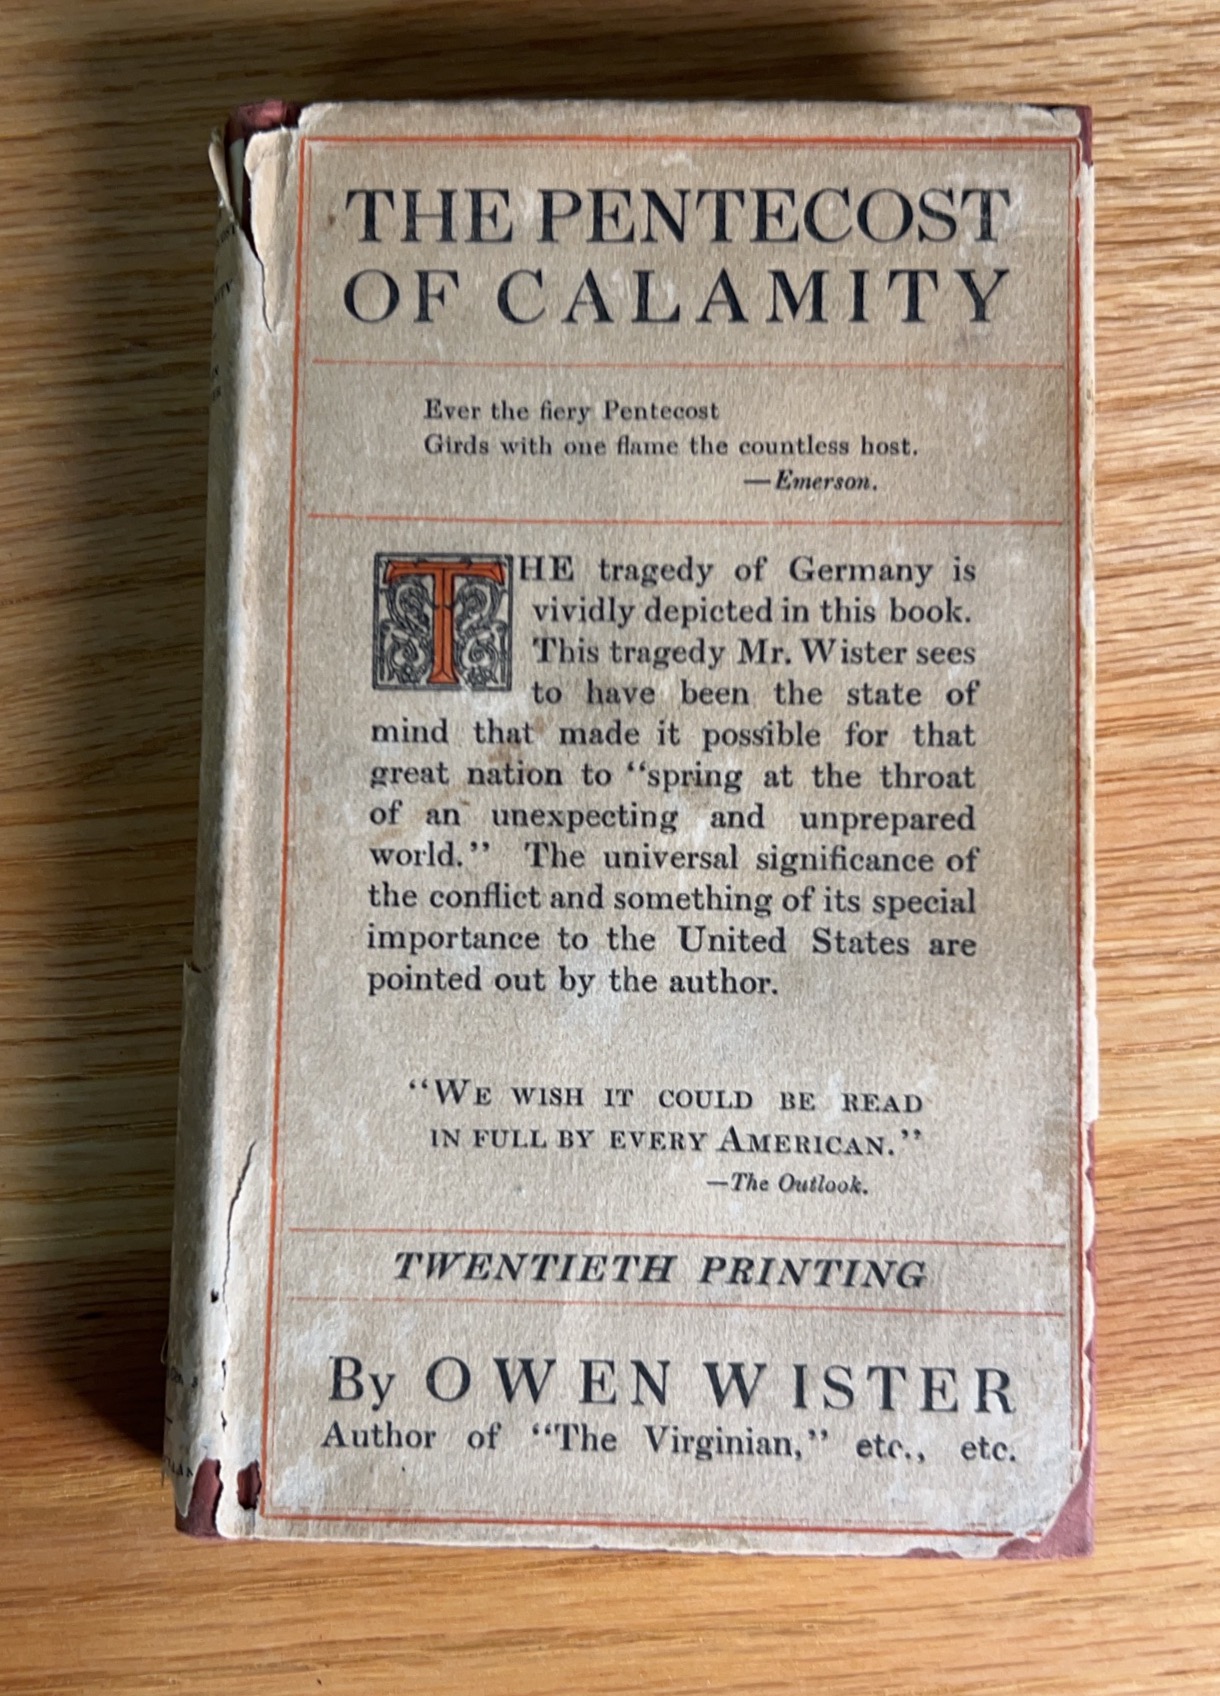 THE PENTECOST
OF CALAMITY
Ever the fiery Pentecost
Girds with one flame the countless host.
—Emerson.
THE tragedy of Germany is
vividly depicted in this book.
This tragedy Mr. Wister sees
to have been the state of
mind that made it possible for that
great nation to “spring at the throat
of an unexpecting and unprepared
world.” The universal significance of
the conflict and something of its special
importance to the United States are
pointed out by the author.
“WE WISH IT COULD BE READ
IN FULL BY EVERY AMERICAN.”
—The Outlook.
TWENTIETH PRINTING
By OWEN WISTER
Author of “The Virginian,” etc., etc.